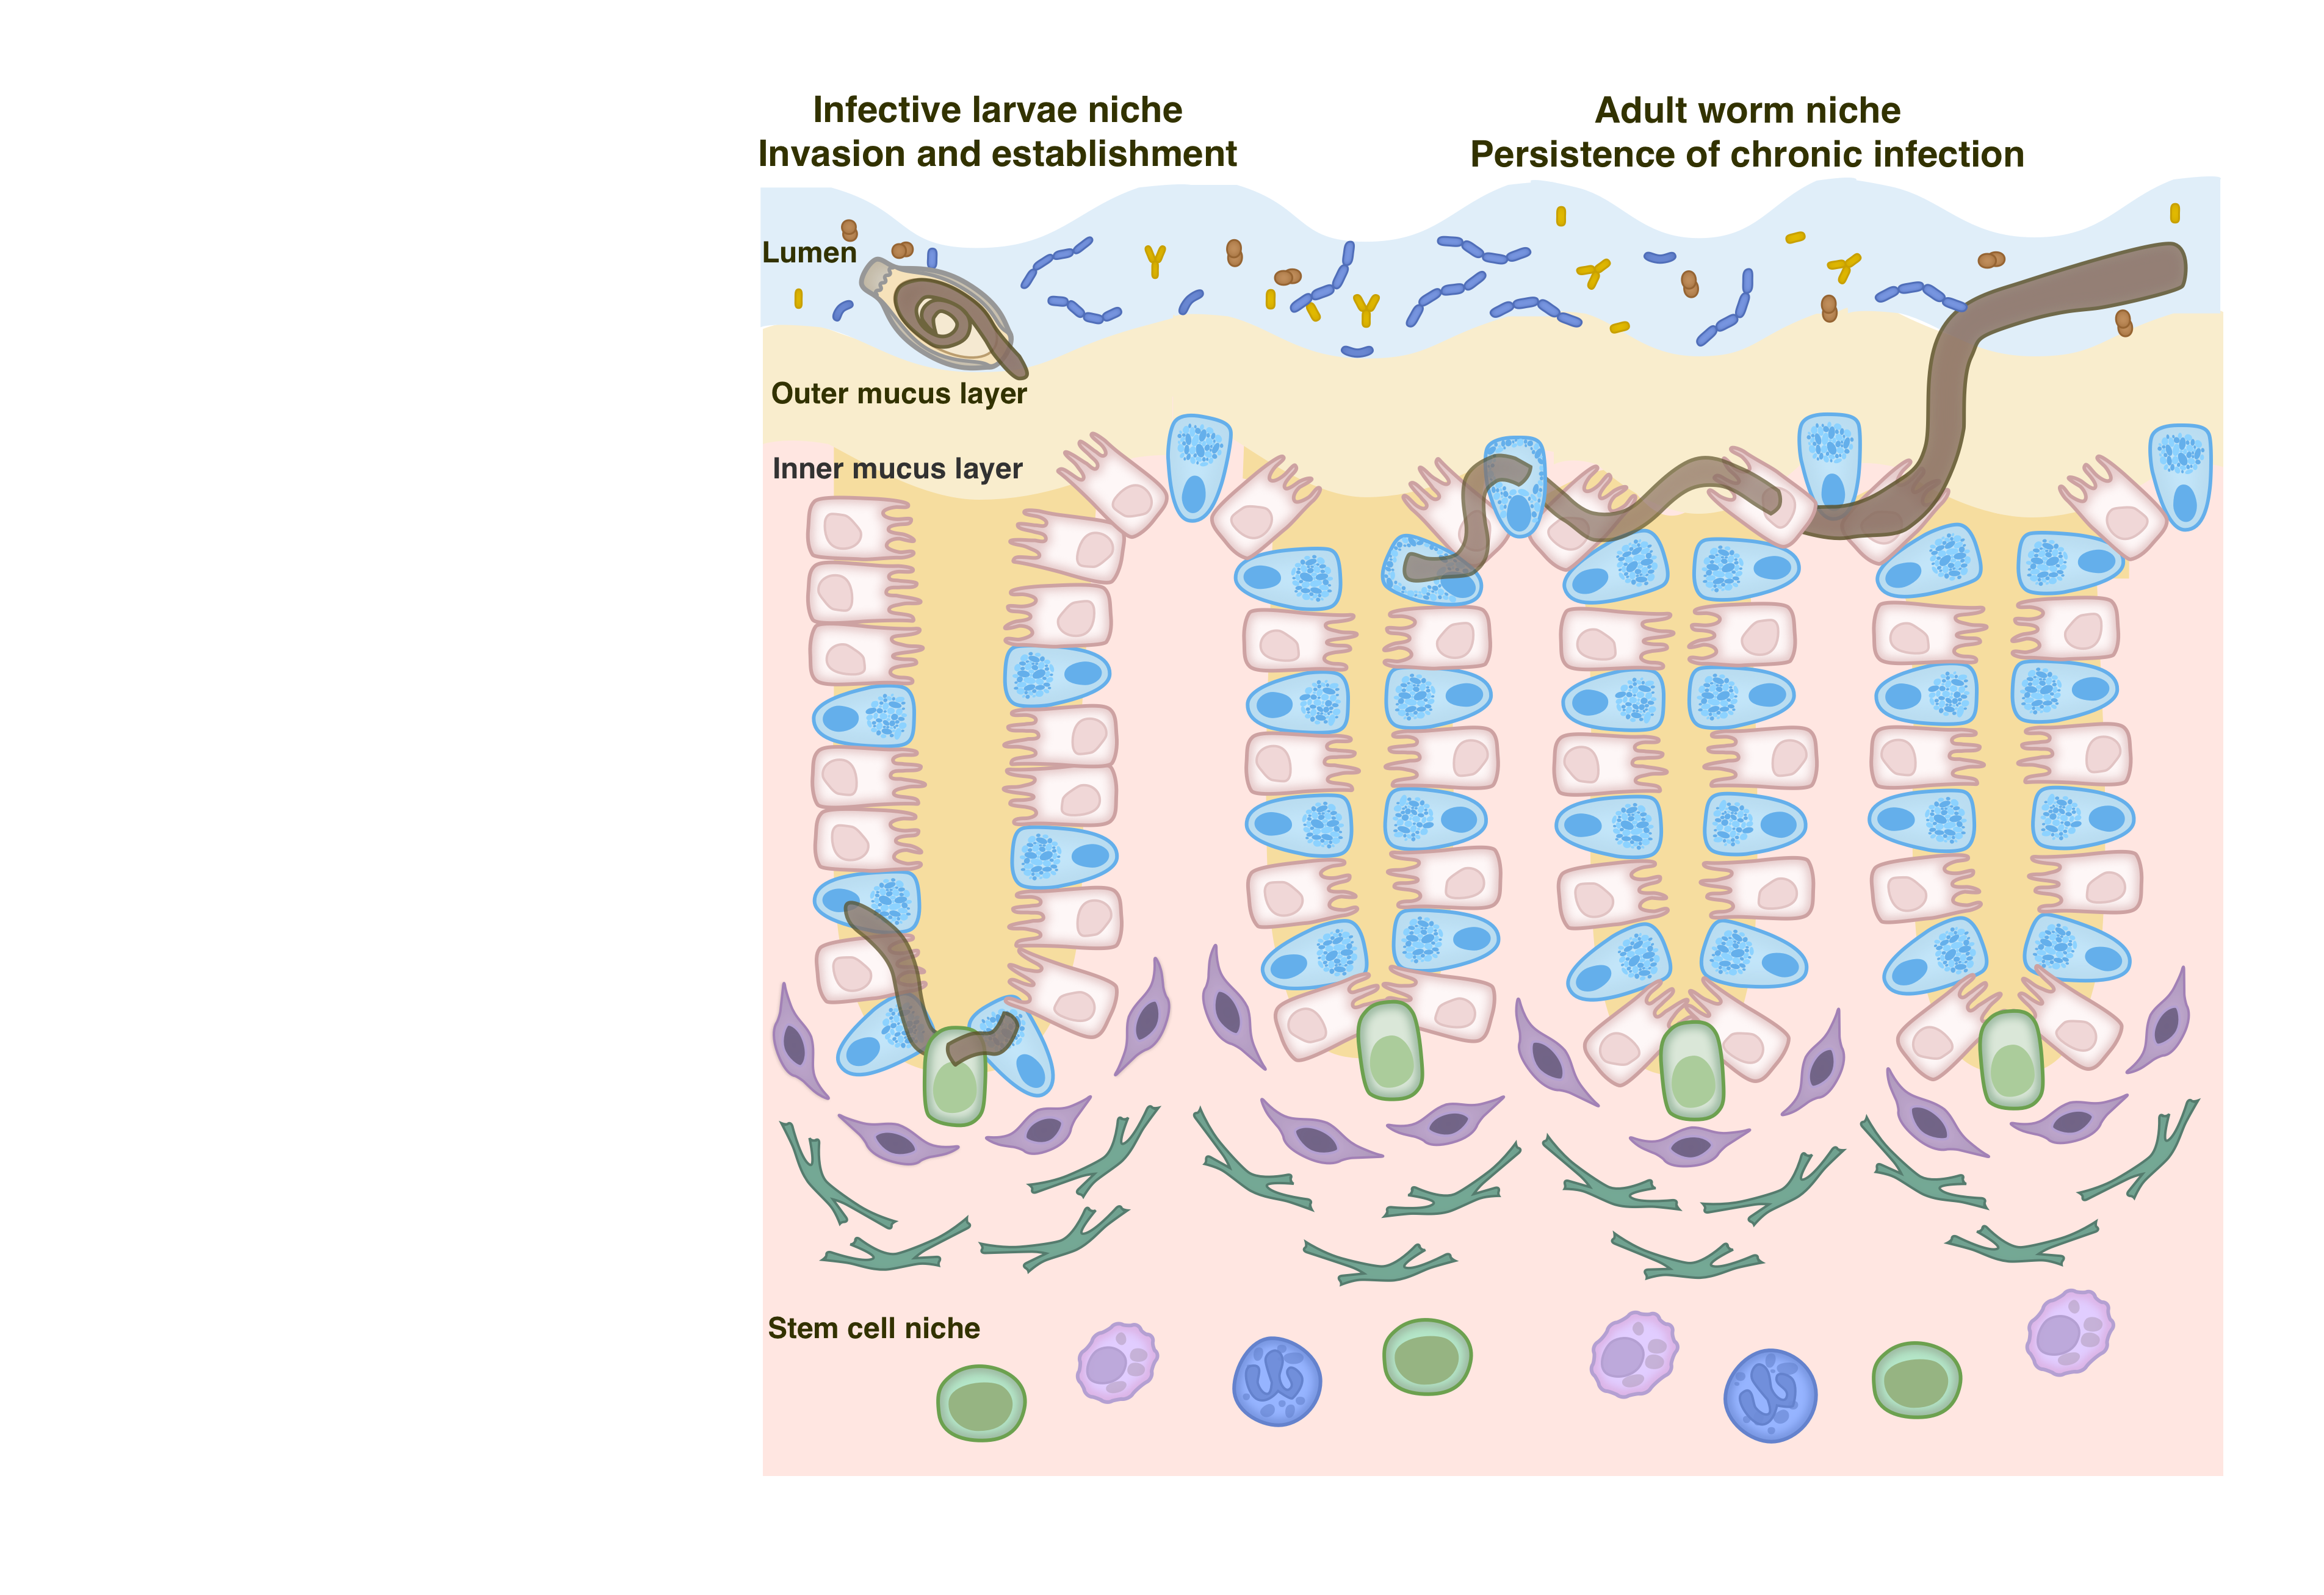 Infective larvae niche
Invasion and establishment
Adult worm niche
Persistence of chronic infection
Lumen
Outer mucus layer
Inner mucus layer
Stem cell niche